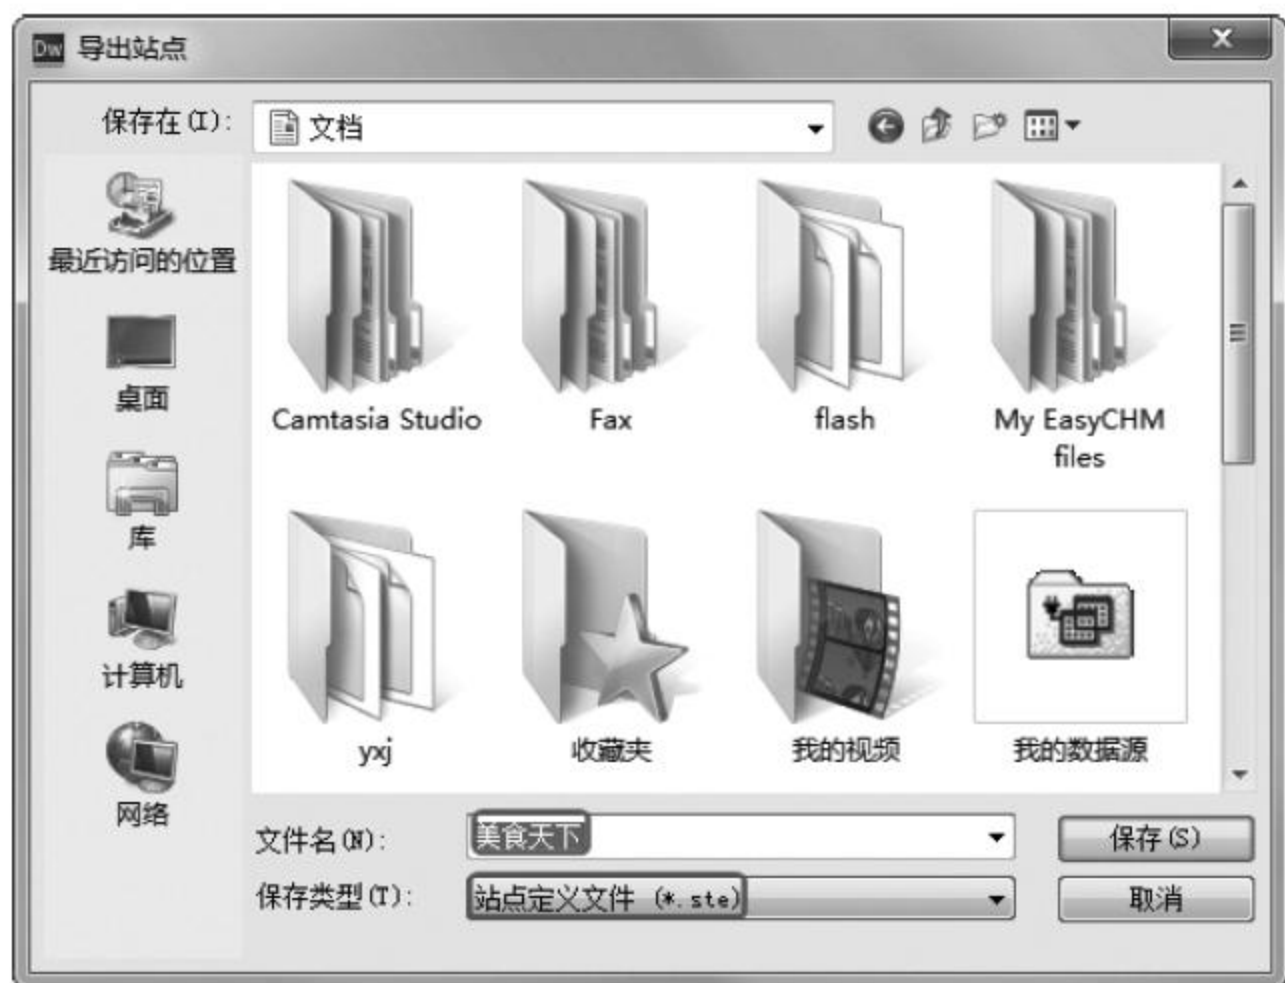 Dw 导出站点
保存在(I):
文档
最近访问的位置
桌面
库
计算机
网络
Camtasia Studio
Fax
flash
My EasyCHM
files
yxj
收藏夹
我的视频
我的数据源
文件名(N):
美食天下
保存(S)
保存类型(T):
站点定义文件 (*.ste)
取消